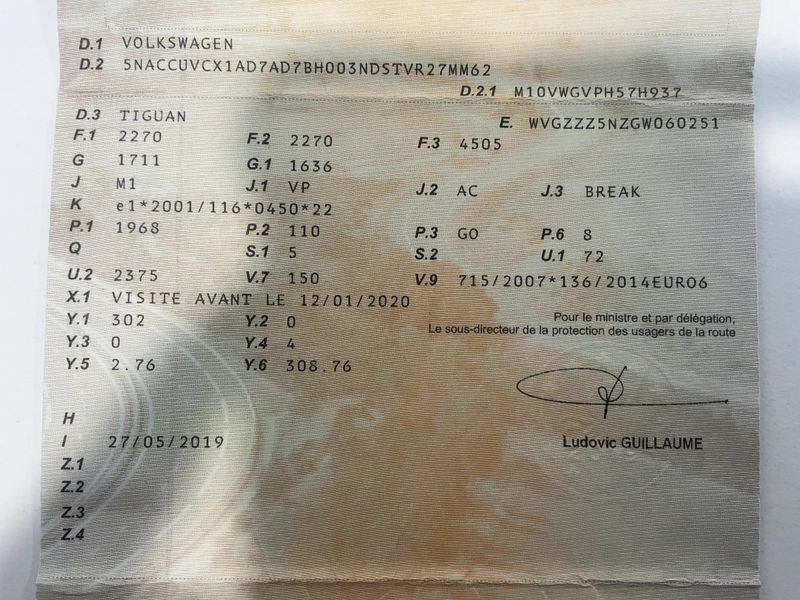 D.1 VOLKSWAGEN
D.2 5NACCUVCX1AD7AD7BH003NDSTVR27MM62
D.2.1 M10VWGVPH57H937
D.3 TIGUAN
E. WVGZZZ5NZGW060251
F.1 2270 F.2 2270 F.3 4505
G 1711 G.1 1636
J M1 J.1 VP J.2 AC J.3 BREAK
K e1*2001/116*0450*22
P.1 1968 P.2 110 P.3 GO P.6 8
Q S.1 5 S.2 U.1 72
U.2 2375 V.7 150 V.9 715/2007*136/2014EURO6
X.1 VISITE AVANT LE 12/01/2020
Y.1 302 Y.2 0
Pour le ministre et par délégation,
Le sous-directeur de la protection des usagers de la route
Y.3 0 Y.4 4
Y.5 2.76 Y.6 308.76
H
I 27/05/2019
Ludovic GUILLAUME
Z.1
Z.2
Z.3
Z.4